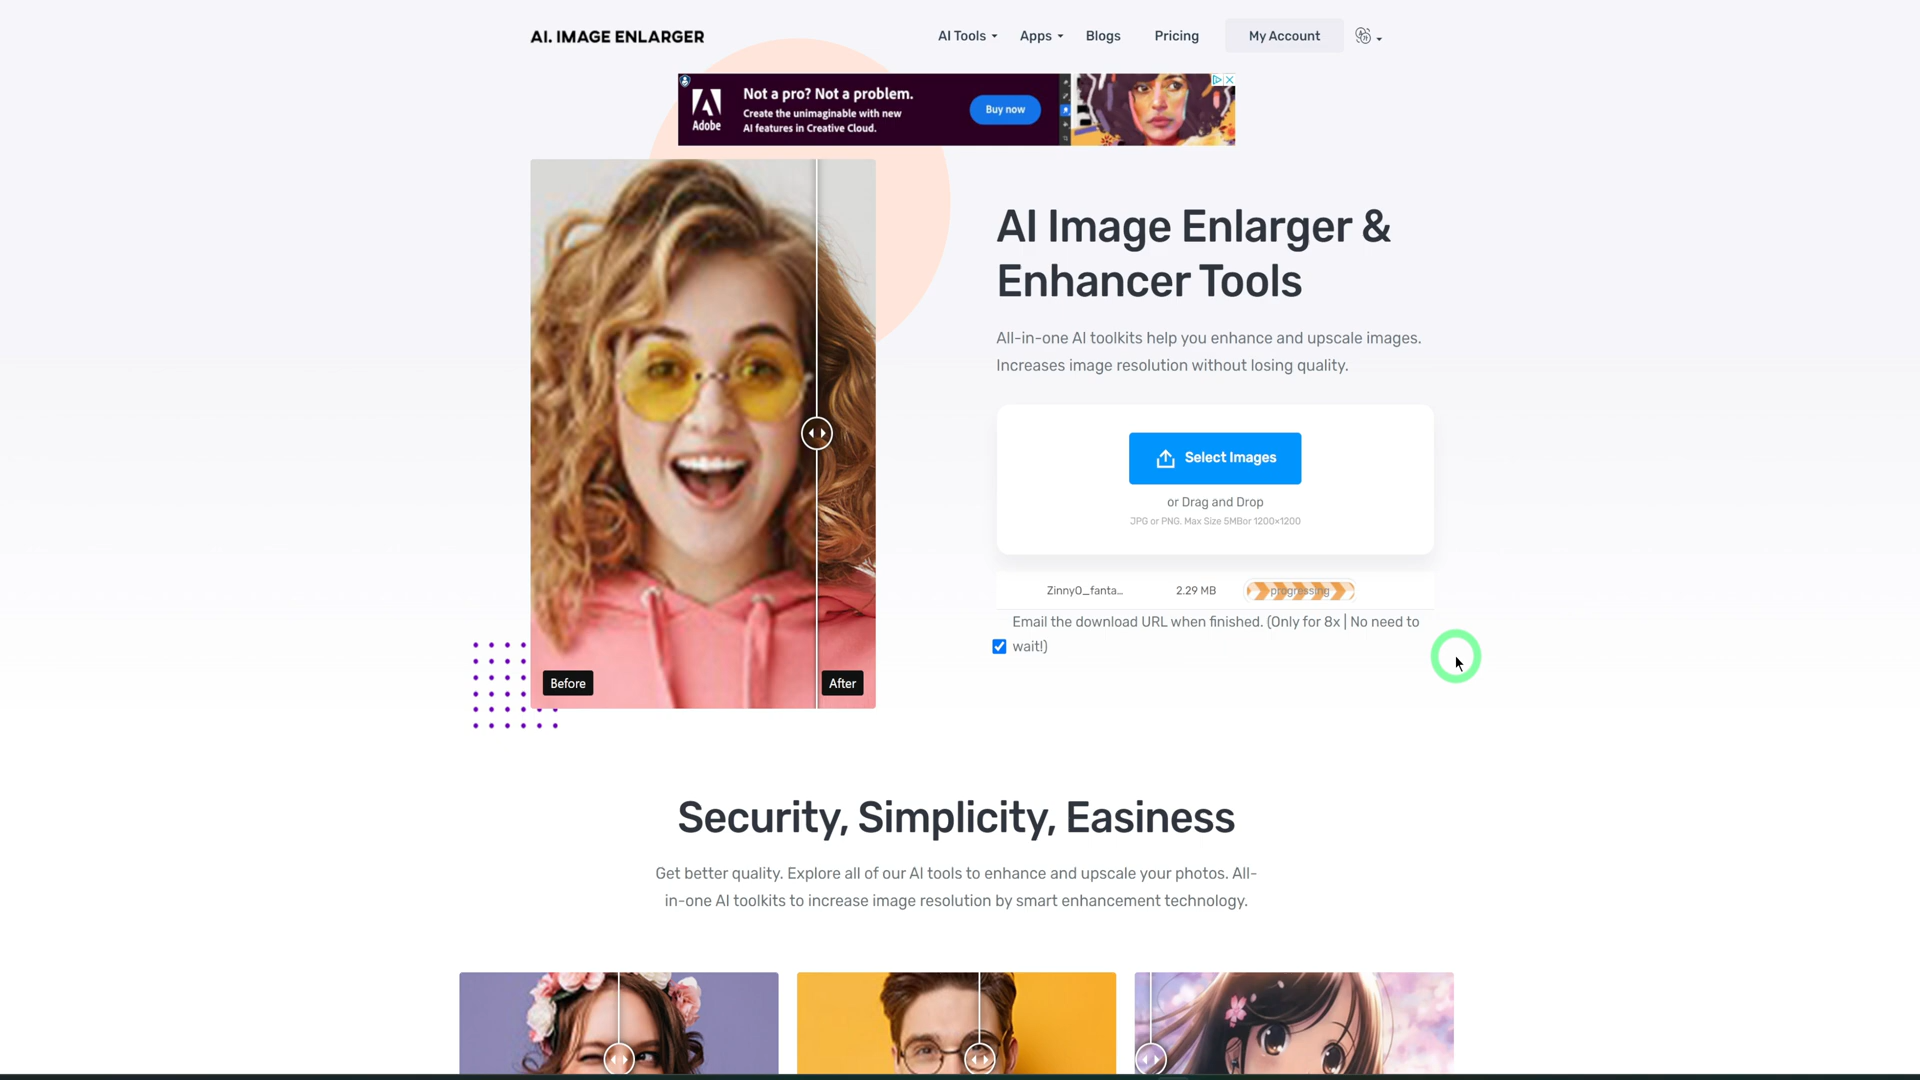 AI. IMAGE ENLARGER
AI Tools
Apps
Blogs
Pricing
My Account
Adobe
Not a pro? Not a problem.
Create the unimaginable with new
AI features in Creative Cloud.
Buy now
Before
After
AI Image Enlarger &
Enhancer Tools
All-in-one AI toolkits help you enhance and upscale images.
Increases image resolution without losing quality.
Select Images
or Drag and Drop
JPG or PNG. Max Size 5MBor 1200×1200
ZinnyO_fanta...
2.29 MB
progressing
Email the download URL when finished. (Only for 8x | No need to
wait!)
Security, Simplicity, Easiness
Get better quality. Explore all of our AI tools to enhance and upscale your photos. All-
in-one AI toolkits to increase image resolution by smart enhancement technology.